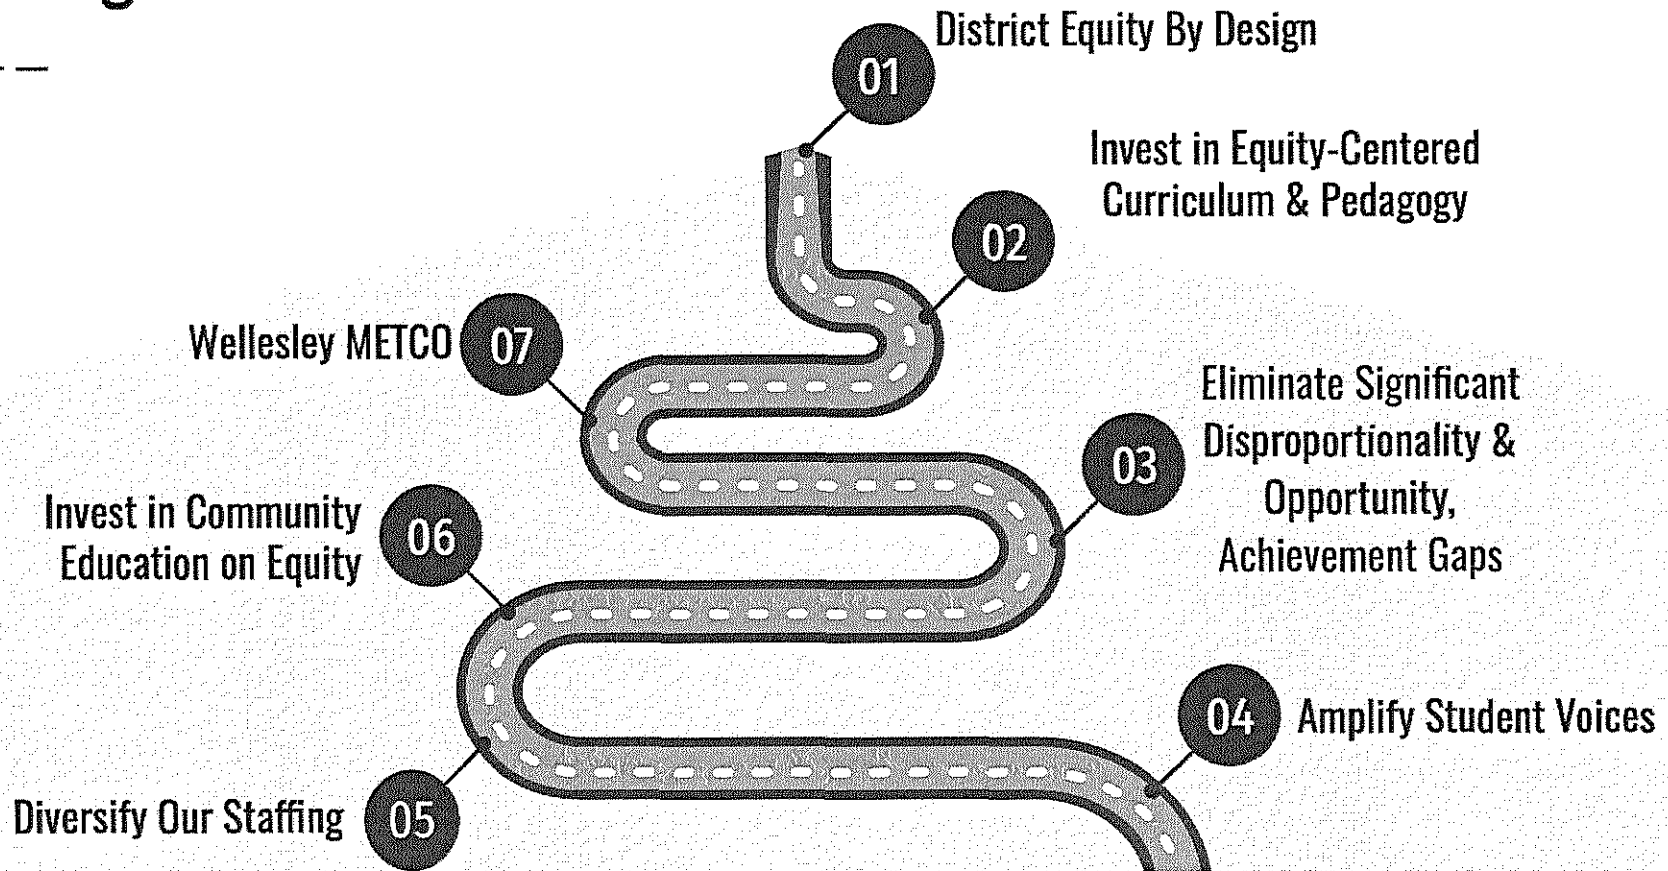 01
District Equity By Design
02
Invest in Equity-Centered
Curriculum & Pedagogy
03
Eliminate Significant
Disproportionality &
Opportunity,
Achievement Gaps
04
Amplify Student Voices
05
Diversify Our Staffing
06
Invest in Community
Education on Equity
07
Wellesley METCO